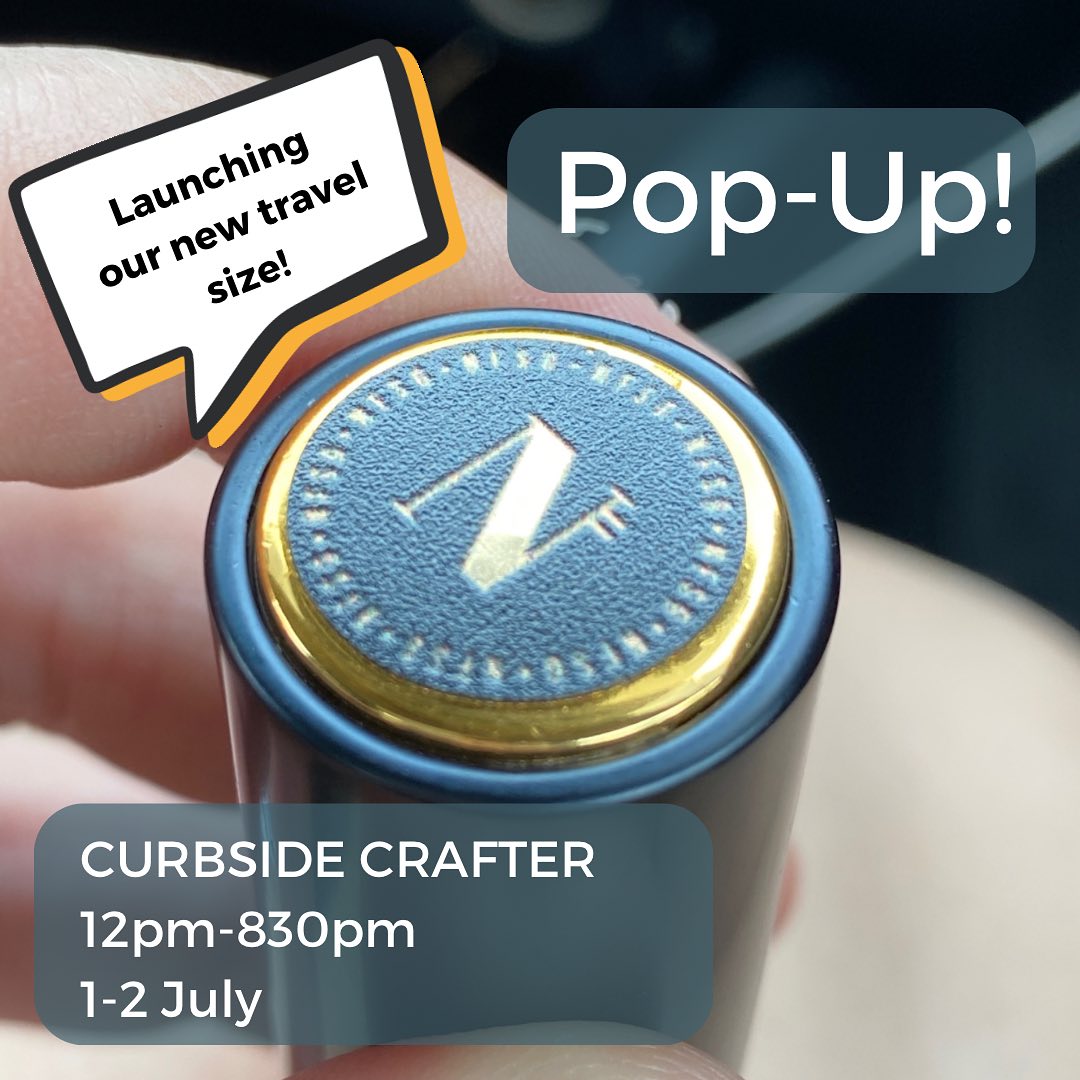 Launching
our new travel
size!
Pop-Up!
N
CURBSIDE CRAFTER
12pm-830pm
1-2 July